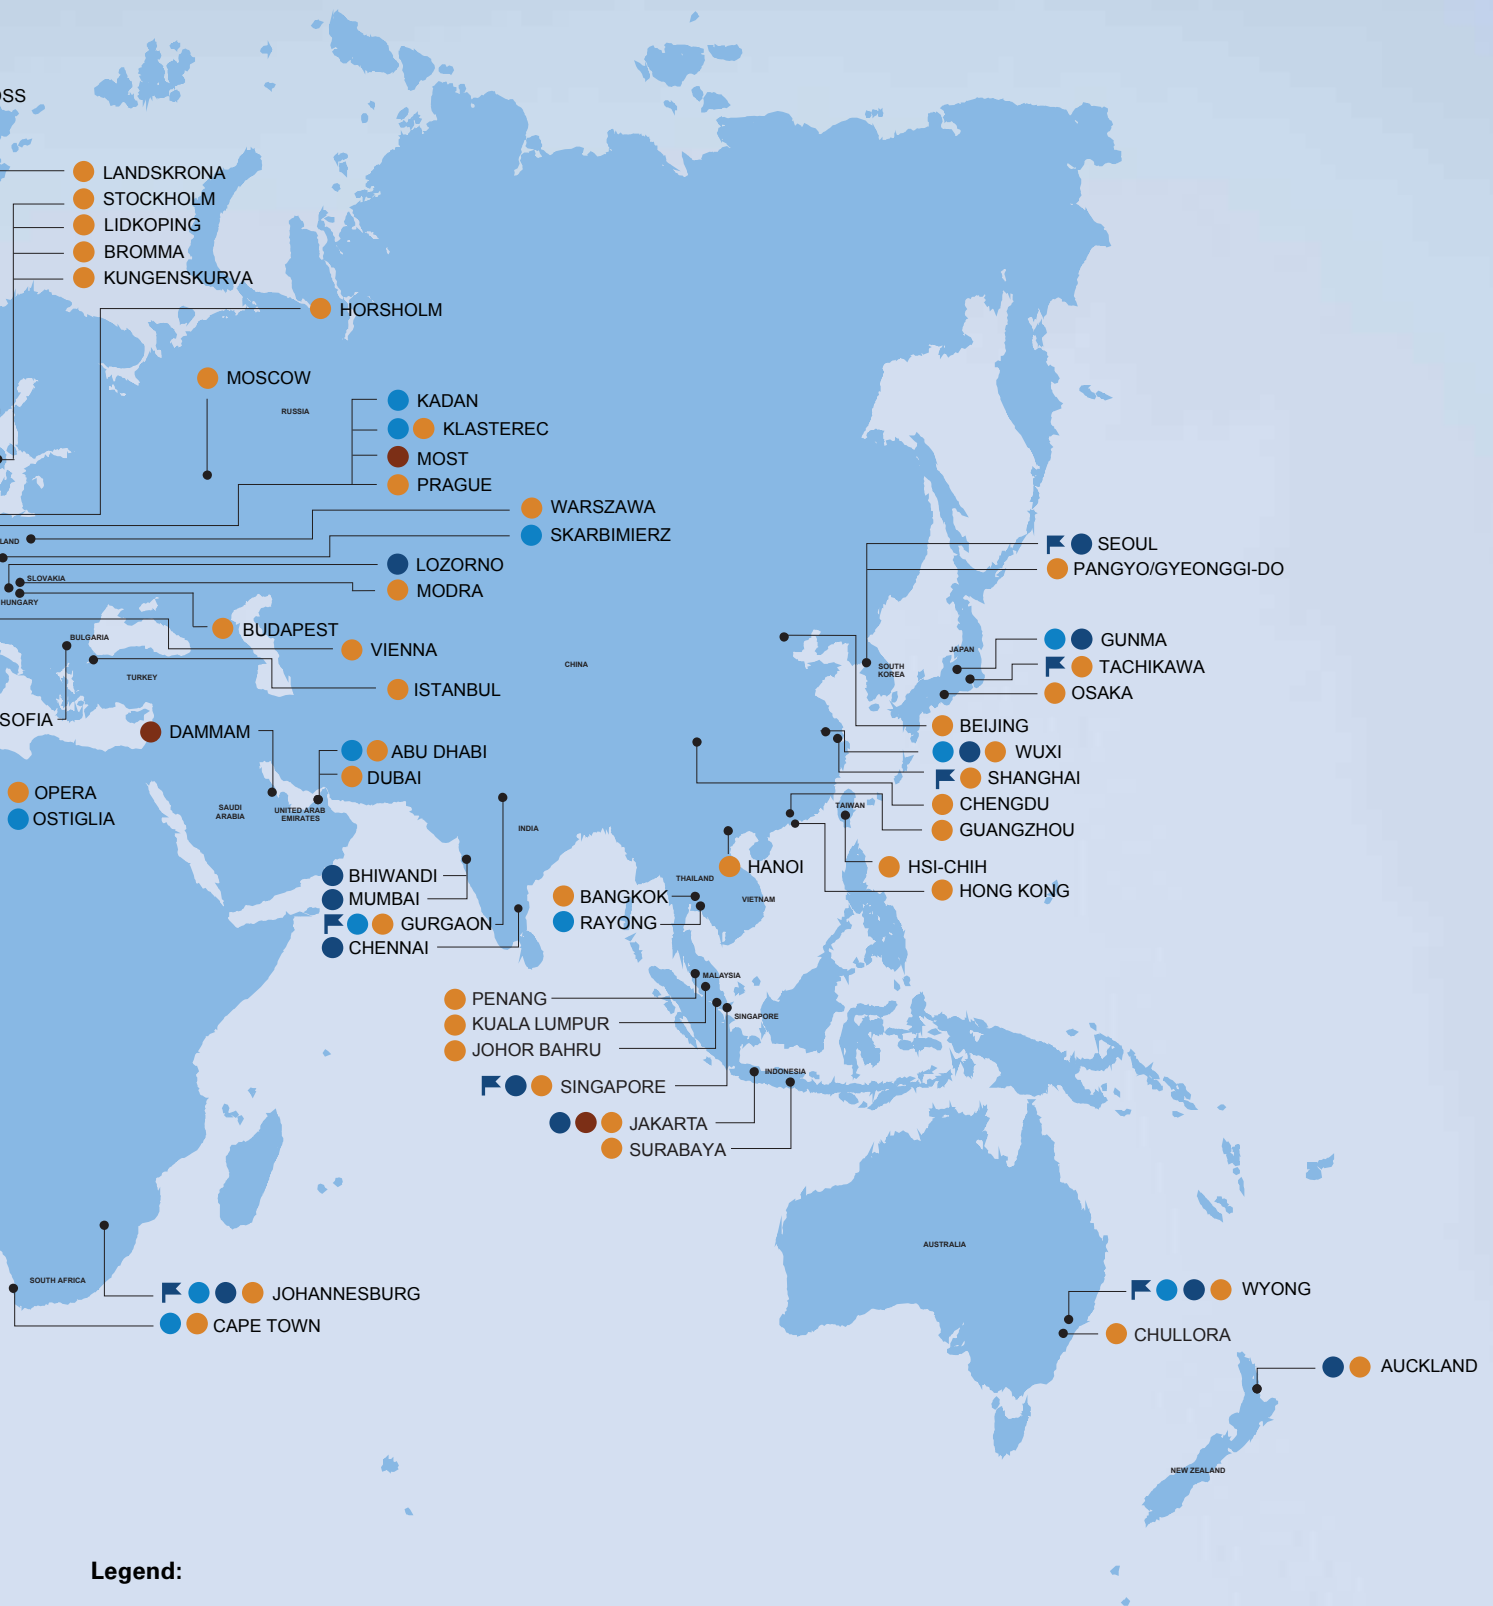 LANDSKRONA
STOCKHOLM
LIDKOPING
BROMMA
KUNGENSKURVA
HORSHOLM
MOSCOW
RUSSIA
KADAN
KLASTEREC
MOST
PRAGUE
WARSZAWA
SKARBIMIERZ
LOZORNO
SLOVAKIA
MODRA
HUNGARY
BUDAPEST
BULGARIA
VIENNA
TURKEY
ISTANBUL
SOFIA
CHINA
SEOUL
PANGYO/GYEONGGI-DO
GUNMA
JAPAN
TACHIKAWA
SOUTH
KOREA
OSAKA
BEIJING
WUXI
SHANGHAI
CHENGDU
TAIWAN
GUANGZHOU
HSI-CHIH
HONG KONG
DAMMAM
ABU DHABI
DUBAI
OPERA
OSTIGLIA
SAUDI
ARABIA
UNITED ARAB
EMIRATES
INDIA
BHIWANDI
MUMBAI
GURGAON
CHENNAI
HANOI
THAILAND
BANGKOK
VIETNAM
RAYONG
MALAYSIA
PENANG
SINGAPORE
KUALA LUMPUR
JOHOR BAHRU
INDONESIA
SINGAPORE
JAKARTA
SURABAYA
AUSTRALIA
SOUTH AFRICA
JOHANNESBURG
CAPE TOWN
WYONG
CHULLORA
AUCKLAND
NEW ZEALAND
Legend: